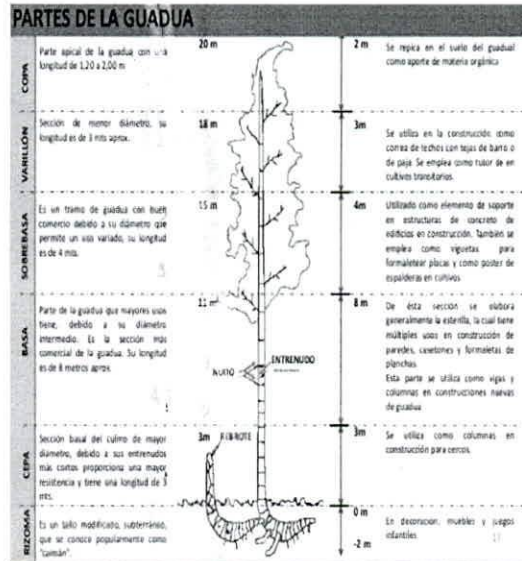 PARTES DE LA GUADUA
COPA
Parte apical de la guadua con una
longitud de 1,20 a 2,00 m
20 m
2 m
Se repica en el suelo del guadual
como aporte de materia orgánica
VARILLÓN
Sección de menor diámetro, su
longitud es de 3 mts aprox.
18 m
3m
Se utiliza en la construcción como
correa de techos con tejas de barro o
de paja. Se emplea como tutor de en
cultivos transitorios.
SOBREBASA
Es un tramo de guadua con buen
comercio debido a su diámetro que
permite un uso variado, su longitud
es de 4 mts.
15 m
4m
Utilizado como elemento de soporte
en estructuras de concreto de
edificios en construcción. También se
emplea como viguetas para
formaletear placas y como poster de
espalderas en cultivos.
BASA
Parte de la guadua que mayores usos
tiene, debido a su diámetro
intermedio. Es la sección más
comercial de la guadua. Su longitud
es de 8 metros aprox.
11 m
NUDO
ENTRENUDO
8 m
De ésta sección se elabora
generalmente la esterilla, la cual tiene
múltiples usos en construcción de
paredes, casetones y formaletas de
planchas.
Esta parte se utiliza como vigas y
columnas en construcciones nuevas
de guadua
CEPA
Sección basal del culmo de mayor
diámetro, debido a sus entrenudos
más cortos proporciona una mayor
resistencia y tiene una longitud de 3
mts.
3m
REBROTE
3m
Se utiliza como columnas en
construcción para cercos.
RIZOMA
Es un tallo modificado, subterráneo,
que se conoce popularmente como
"caimán".
0 m
-2 m
En decoración, muebles y juegos
infantiles